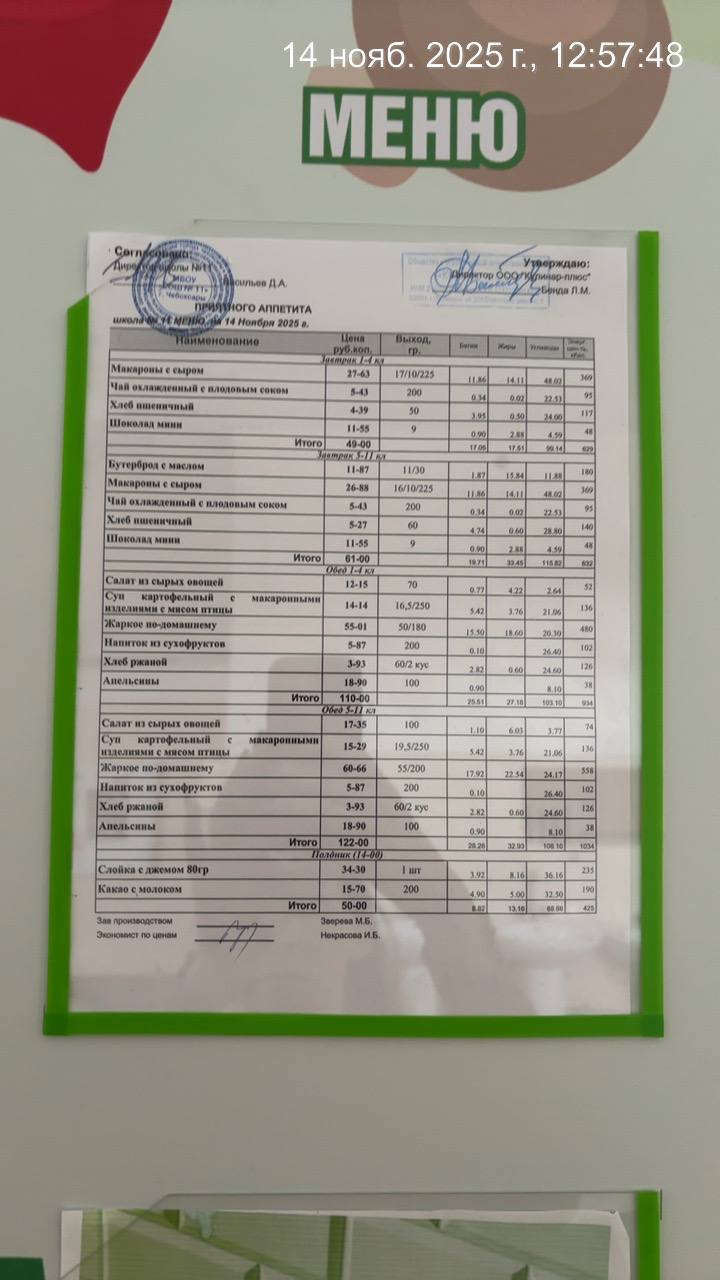 14 нояб. 2025 г., 12:57:48
МЕНЮ
Согласовано: Утверждаю:
Директор школы №11 Директор ООО "Кулинар-плюс"
Васильев Д.А. Бенда Л.М.
МБОУ
"СОШ № 11"
г. Чебоксары
ПРИЯТНОГО АППЕТИТА
школа № 11 МЕНЮ на 14 Ноября 2025 г.
Наименование Цена руб.коп. Выход, гр. Белки Жиры Углеводы
Завтрак 1-4 кл
Макароны с сыром 27-63 17/10/225 11.86 14.11 48.02 369
Чай охлажденный с плодовым соком 5-43 200 0.34 0.02 22.53 95
Хлеб пшеничный 4-39 50 3.95 0.50 24.00 117
Шоколад мини 11-55 9 0.90 2.88 4.59 48
Итого 49-00 17.05 17.51 99.14 629
Завтрак 5-11 кл
Бутерброд с маслом 11-87 11/30 1.87 15.84 11.88 180
Макароны с сыром 26-88 16/10/225 11.86 14.11 48.02 369
Чай охлажденный с плодовым соком 5-43 200 0.34 0.02 22.53 95
Хлеб пшеничный 5-27 60 4.74 0.60 28.80 140
Шоколад мини 11-55 9 0.90 2.88 4.59 48
Итого 61-00 19.71 33.45 115.82 832
Обед 1-4 кл
Салат из сырых овощей 12-15 70 0.77 4.22 2.64 52
Суп картофельный с макаронными
изделиями с мясом птицы 14-14 16,5/250 5.42 3.76 21.06 136
Жаркое по-домашнему 55-01 50/180 15.50 18.60 20.30 480
Напиток из сухофруктов 5-87 200 0.10 26.40 102
Хлеб ржаной 3-93 60/2 кус 2.82 0.60 24.60 126
Апельсины 18-90 100 0.90 8.10 38
Итого 110-00 25.51 27.18 103.10 934
Обед 5-11 кл
Салат из сырых овощей 17-35 100 1.10 6.03 3.77 74
Суп картофельный с макаронными
изделиями с мясом птицы 15-29 19,5/250 5.42 3.76 21.06 136
Жаркое по-домашнему 60-66 55/200 17.92 22.54 24.17 558
Напиток из сухофруктов 5-87 200 0.10 26.40 102
Хлеб ржаной 3-93 60/2 кус 2.82 0.60 24.60 126
Апельсины 18-90 100 0.90 8.10 38
Итого 122-00 28.26 32.93 108.10 1034
Полдник (14-00)
Слойка с джемом 80гр 34-30 1 шт 3.92 8.16 36.16 235
Какао с молоком 15-70 200 4.90 5.00 32.50 190
Итого 50-00 8.82 13.16 68.66 425
Зав производством Зверева М.Б.
Экономист по ценам Некрасова И.Б.